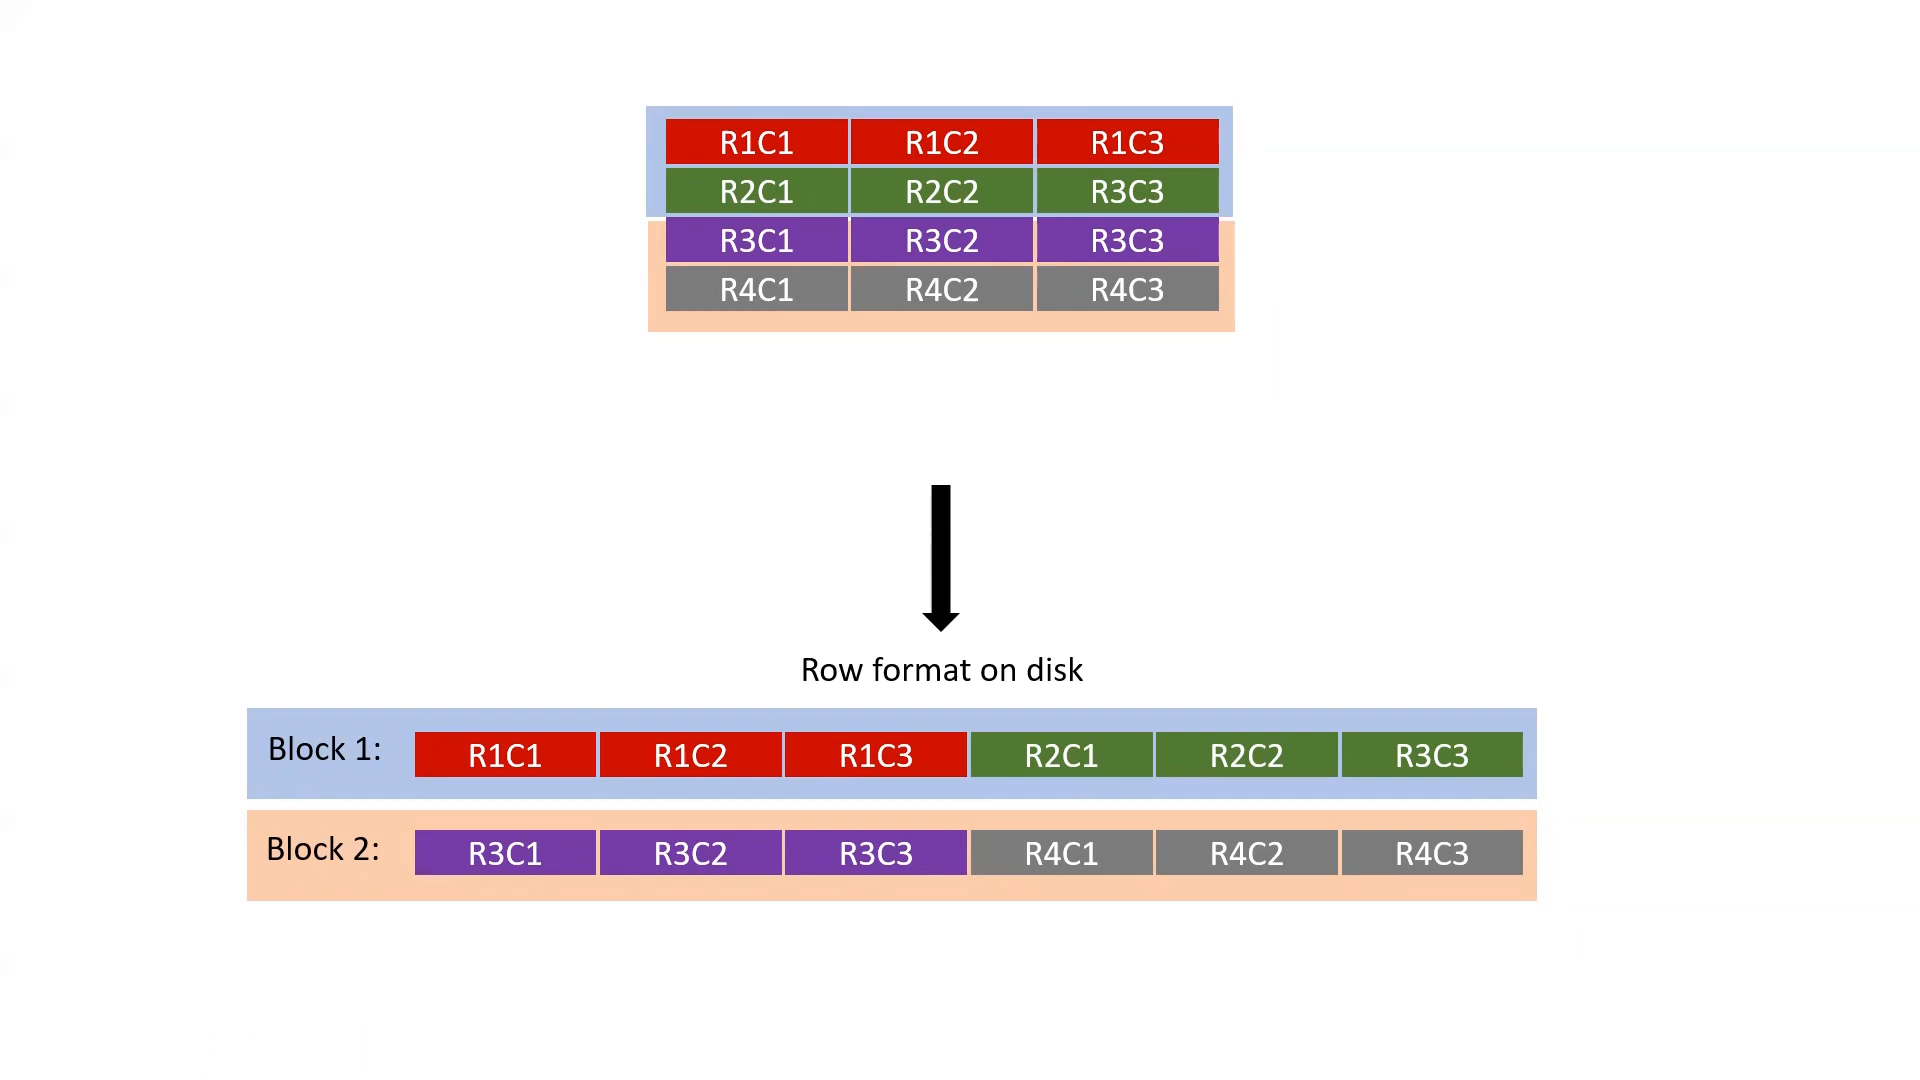 R1C1 R1C2 R1C3
R2C1 R2C2 R3C3
R3C1 R3C2 R3C3
R4C1 R4C2 R4C3
Row format on disk
Block 1: R1C1 R1C2 R1C3 R2C1 R2C2 R3C3
Block 2: R3C1 R3C2 R3C3 R4C1 R4C2 R4C3